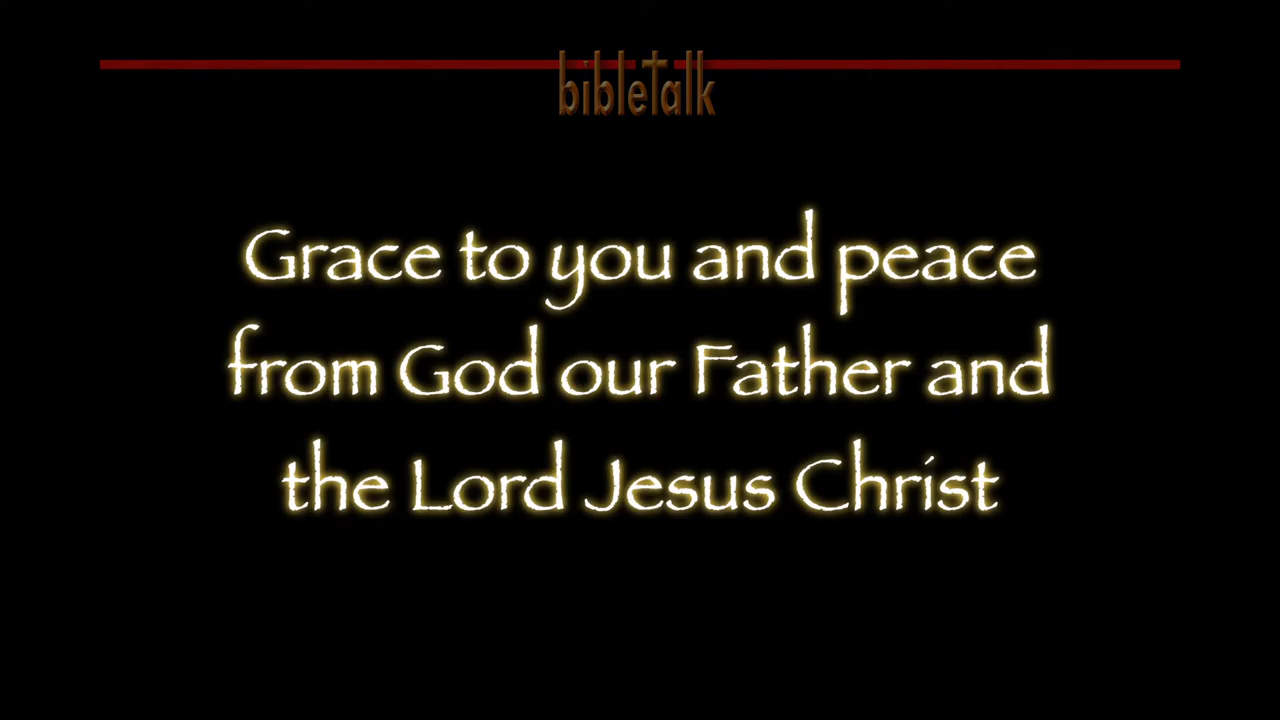 bibleTalk
Grace to you and peace
from God our Father and
the Lord Jesus Christ